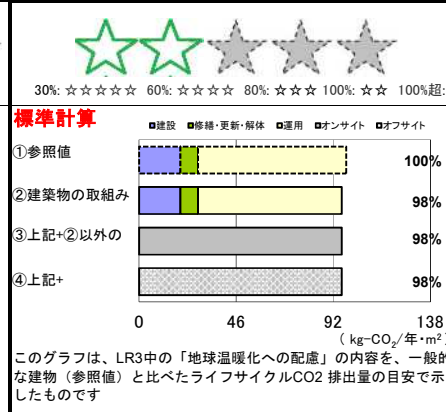 30%: ☆☆☆☆☆ 60%: ☆☆☆☆ 80%: ☆☆☆ 100%: ☆☆ 100%超:
標準計算
■建設 ■修繕・更新・解体 ■運用 ■オンサイト ■オフサイト
①参照値 100%
②建築物の取組み 98%
③上記+②以外の 98%
④上記+ 98%
0 46 92 138
( kg-CO₂/年・m²)
このグラフは、LR3中の「地球温暖化への配慮」の内容を、一般的
な建物（参照値）と比べたライフサイクルCO2 排出量の目安で示
したものです